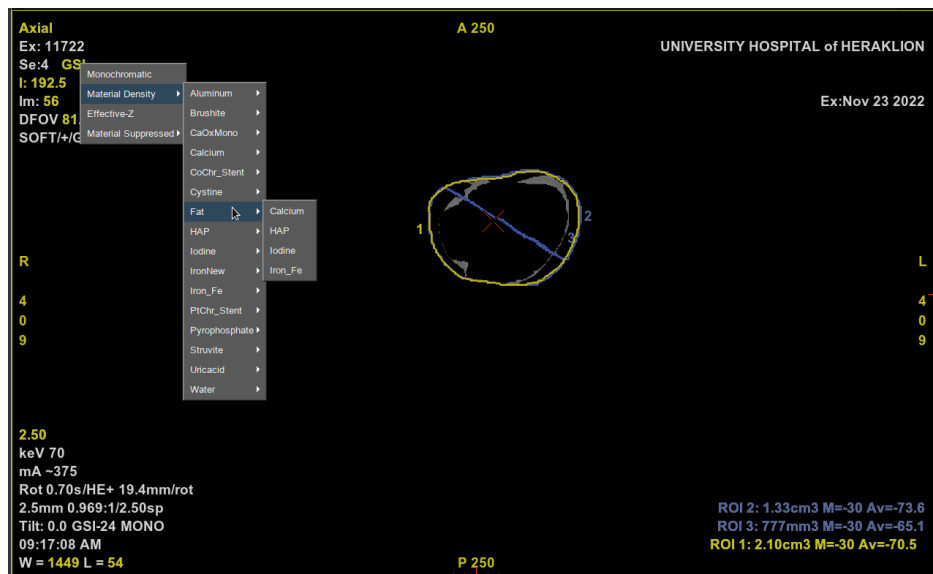 Axial
A 250
Ex: 11722
UNIVERSITY HOSPITAL of HERAKLION
Se:4 GSI
I: 192.5
Im: 56
Ex:Nov 23 2022
DFOV 81.
SOFT/+/G
Monochromatic
Material Density
Effective-Z
Material Suppressed
Aluminum
Brushite
CaOxMono
Calcium
CoChr_Stent
Cystine
Fat
HAP
Iodine
IronNew
Iron_Fe
PtChr_Stent
Pyrophosphate
Struvite
Uricacid
Water
Calcium
HAP
Iodine
Iron_Fe
1
2
3
R
4
0
9
L
4
0
9
2.50
keV 70
mA ~375
Rot 0.70s/HE+ 19.4mm/rot
2.5mm 0.969:1/2.50sp
Tilt: 0.0 GSI-24 MONO
09:17:08 AM
W = 1449 L = 54
P 250
ROI 2: 1.33cm3 M=-30 Av=-73.6
ROI 3: 777mm3 M=-30 Av=-65.1
ROI 1: 2.10cm3 M=-30 Av=-70.5